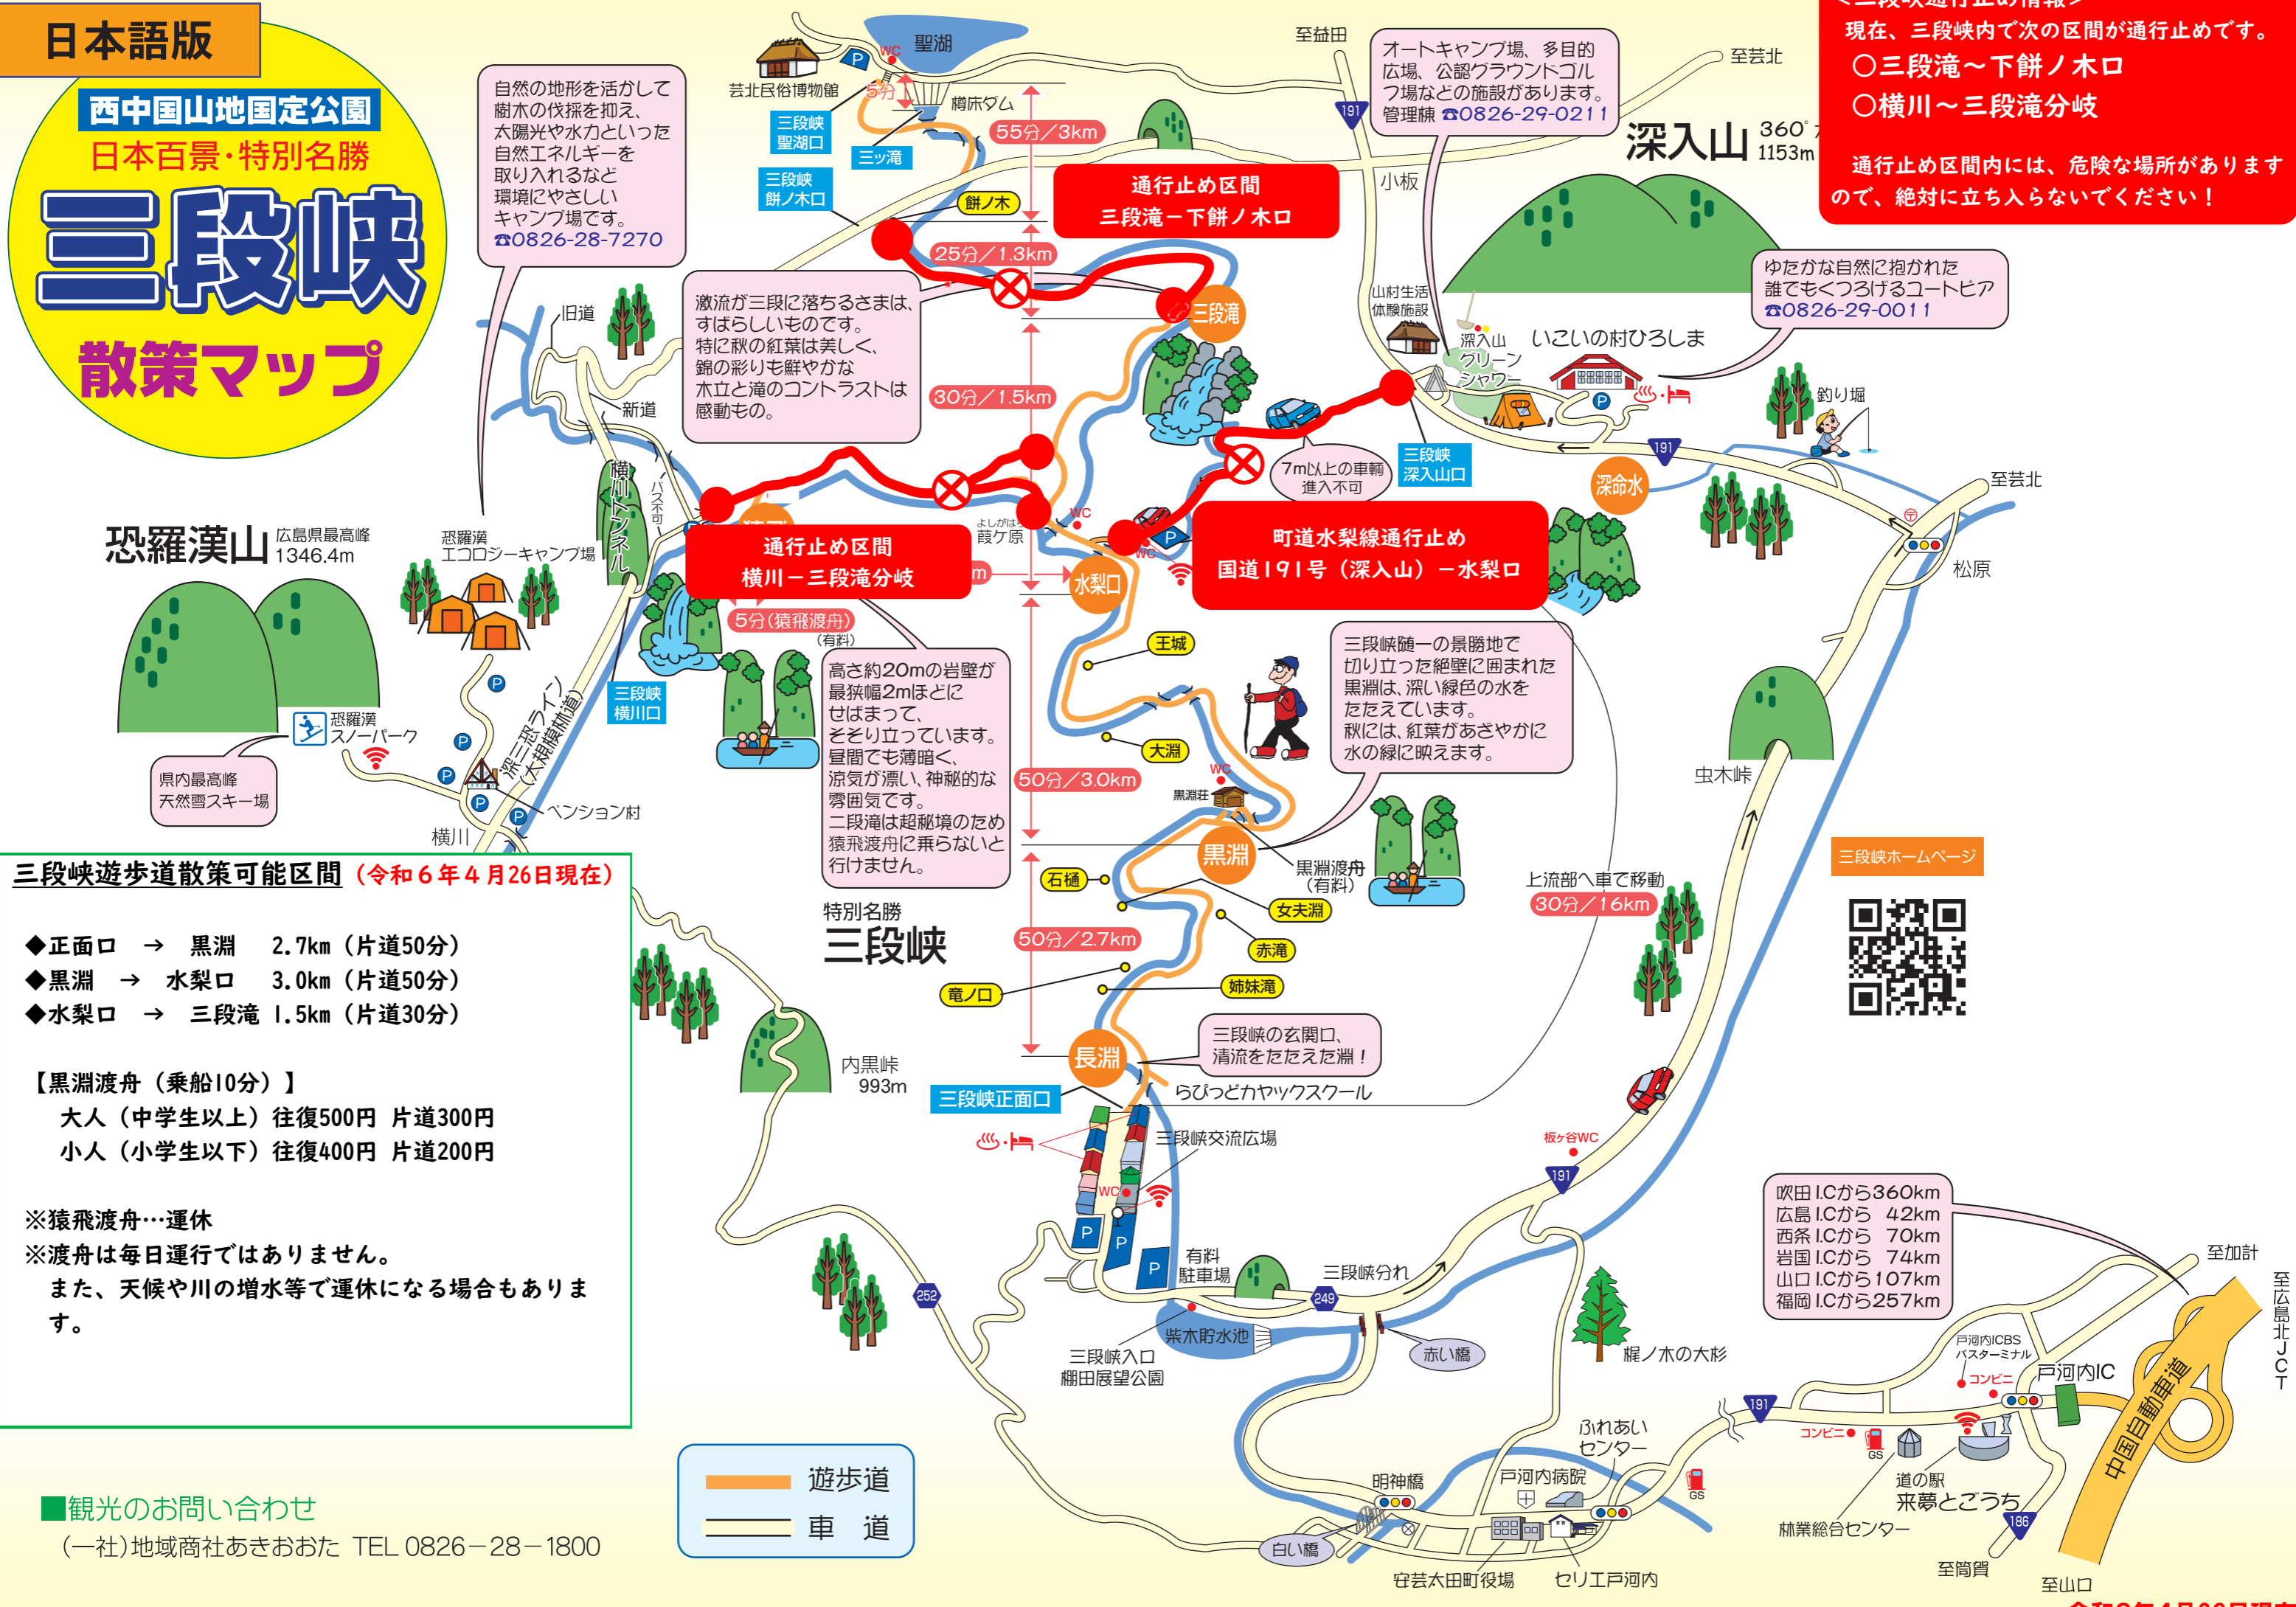 日本語版
西中国山地国定公園
日本百景・特別名勝
三段峡
散策マップ
自然の地形を活かして
樹木の伐採を抑え、
太陽光や水力といった
自然エネルギーを
取り入れるなど
環境にやさしい
キャンプ場です。
☎0826-28-7270
芸北民俗博物館
P
WC
聖湖
5分
樽床ダム
三段峡
聖湖口
三ッ滝
三段峡
餅ノ木口
餅ノ木
55分/3km
25分/1.3km
30分/1.5km
通行止め区間
三段滝−下餅ノ木口
至益田
191
小板
オートキャンプ場、多目的
広場、公認グラウンドゴル
フ場などの施設があります。
管理棟 ☎0826-29-0211
至芸北
深入山 360°
1153m
現在、三段峡内で次の区間が通行止めです。
○三段滝～下餅ノ木口
○横川～三段滝分岐
通行止め区間内には、危険な場所があります
ので、絶対に立ち入らないでください！
激流が三段に落ちるさまは、
すばらしいものです。
特に秋の紅葉は美しく、
錦の彩りも鮮やかな
木立と滝のコントラストは
感動もの。
三段滝
山村生活
体験施設
深入山
グリーン
シャワー
いこいの村ひろしま
P
ゆたかな自然に抱かれた
誰でもくつろげるユートピア
☎0826-29-0011
釣り堀
191
深命水
至芸北
松原
7m以上の車輌
進入不可
三段峡
深入山口
旧道
新道
横川トンネル
バス不可
恐羅漢山 広島県最高峰
1346.4m
恐羅漢
エコロジーキャンプ場
通行止め区間
横川−三段滝分岐
よしがはら
葭ケ原
WC
P
WC
水梨口
町道水梨線通行止め
国道191号（深入山）−水梨口
5分(猿飛渡舟)
(有料)
三段峡
横川口
高さ約20mの岩壁が
最狭幅2mほどに
せばまって、
そそり立っています。
昼間でも薄暗く、
涼気が漂い、神秘的な
雰囲気です。
二段滝は超秘境のため
猿飛渡舟に乗らないと
行けません。
王城
大淵
三段峡随一の景勝地で
切り立った絶壁に囲まれた
黒淵は、深い緑色の水を
たたえています。
秋には、紅葉があざやかに
水の緑に映えます。
WC
黒淵荘
黒淵
黒淵渡舟
(有料)
50分/3.0km
恐羅漢
スノーパーク
県内最高峰
天然雪スキー場
P
P
P
P
P
深三恐ライン
(大規模林道)
ペンション村
横川
虫木峠
三段峡ホームページ
上流部へ車で移動
30分/16km
三段峡遊歩道散策可能区間（令和６年４月26日現在）
◆正面口　→　黒淵　2.7km（片道50分）
◆黒淵　→　水梨口　3.0km（片道50分）
◆水梨口　→　三段滝 1.5km（片道30分）
【黒淵渡舟（乗船10分）】
大人（中学生以上）往復500円 片道300円
小人（小学生以下）往復400円 片道200円
※猿飛渡舟…運休
※渡舟は毎日運行ではありません。
また、天候や川の増水等で運休になる場合もありま
す。
特別名勝
三段峡
石樋
女夫淵
赤滝
50分/2.7km
竜ノ口
姉妹滝
長淵
三段峡の玄関口、
清流をたたえた淵！
らぴっどカヤックスクール
三段峡正面口
三段峡交流広場
WC
P
P
P
有料
駐車場
内黒峠
993m
252
三段峡分れ
249
柴木貯水池
三段峡入口
棚田展望公園
赤い橋
板ヶ谷WC
191
梶ノ木の大杉
吹田I.Cから360km
広島I.Cから 42km
西条I.Cから 70km
岩国I.Cから 74km
山口I.Cから107km
福岡I.Cから257km
至加計
至広島北JCT
戸河内ICBS
バスターミナル
コンビニ
戸河内IC
中国自動車道
191
コンビニ
GS
道の駅
来夢とごうち
林業総合センター
186
至筒賀
至山口
ふれあい
センター
戸河内病院
GS
明神橋
白い橋
安芸太田町役場
セリエ戸河内
遊歩道
車　道
■観光のお問い合わせ
(一社)地域商社あきおおた TEL 0826−28−1800